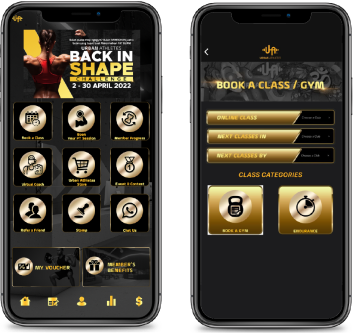 URBAN ATHLETES
BACK IN
SHAPE
CHALLENGE
2 - 30 APRIL 2022
Book a Class
Book
Your 1st Session
Member Progress
Virtual Coach
Urban Athletes
Store
Event & Contest
Refer a Friend
Stamp
Chat Us
MY VOUCHER
MEMBER'S
BENEFITS
BOOK A CLASS / GYM
ONLINE CLASS
NEXT CLASSES IN
NEXT CLASSES BY
CLASS CATEGORIES
BOOK A GYM
ENDURANCE